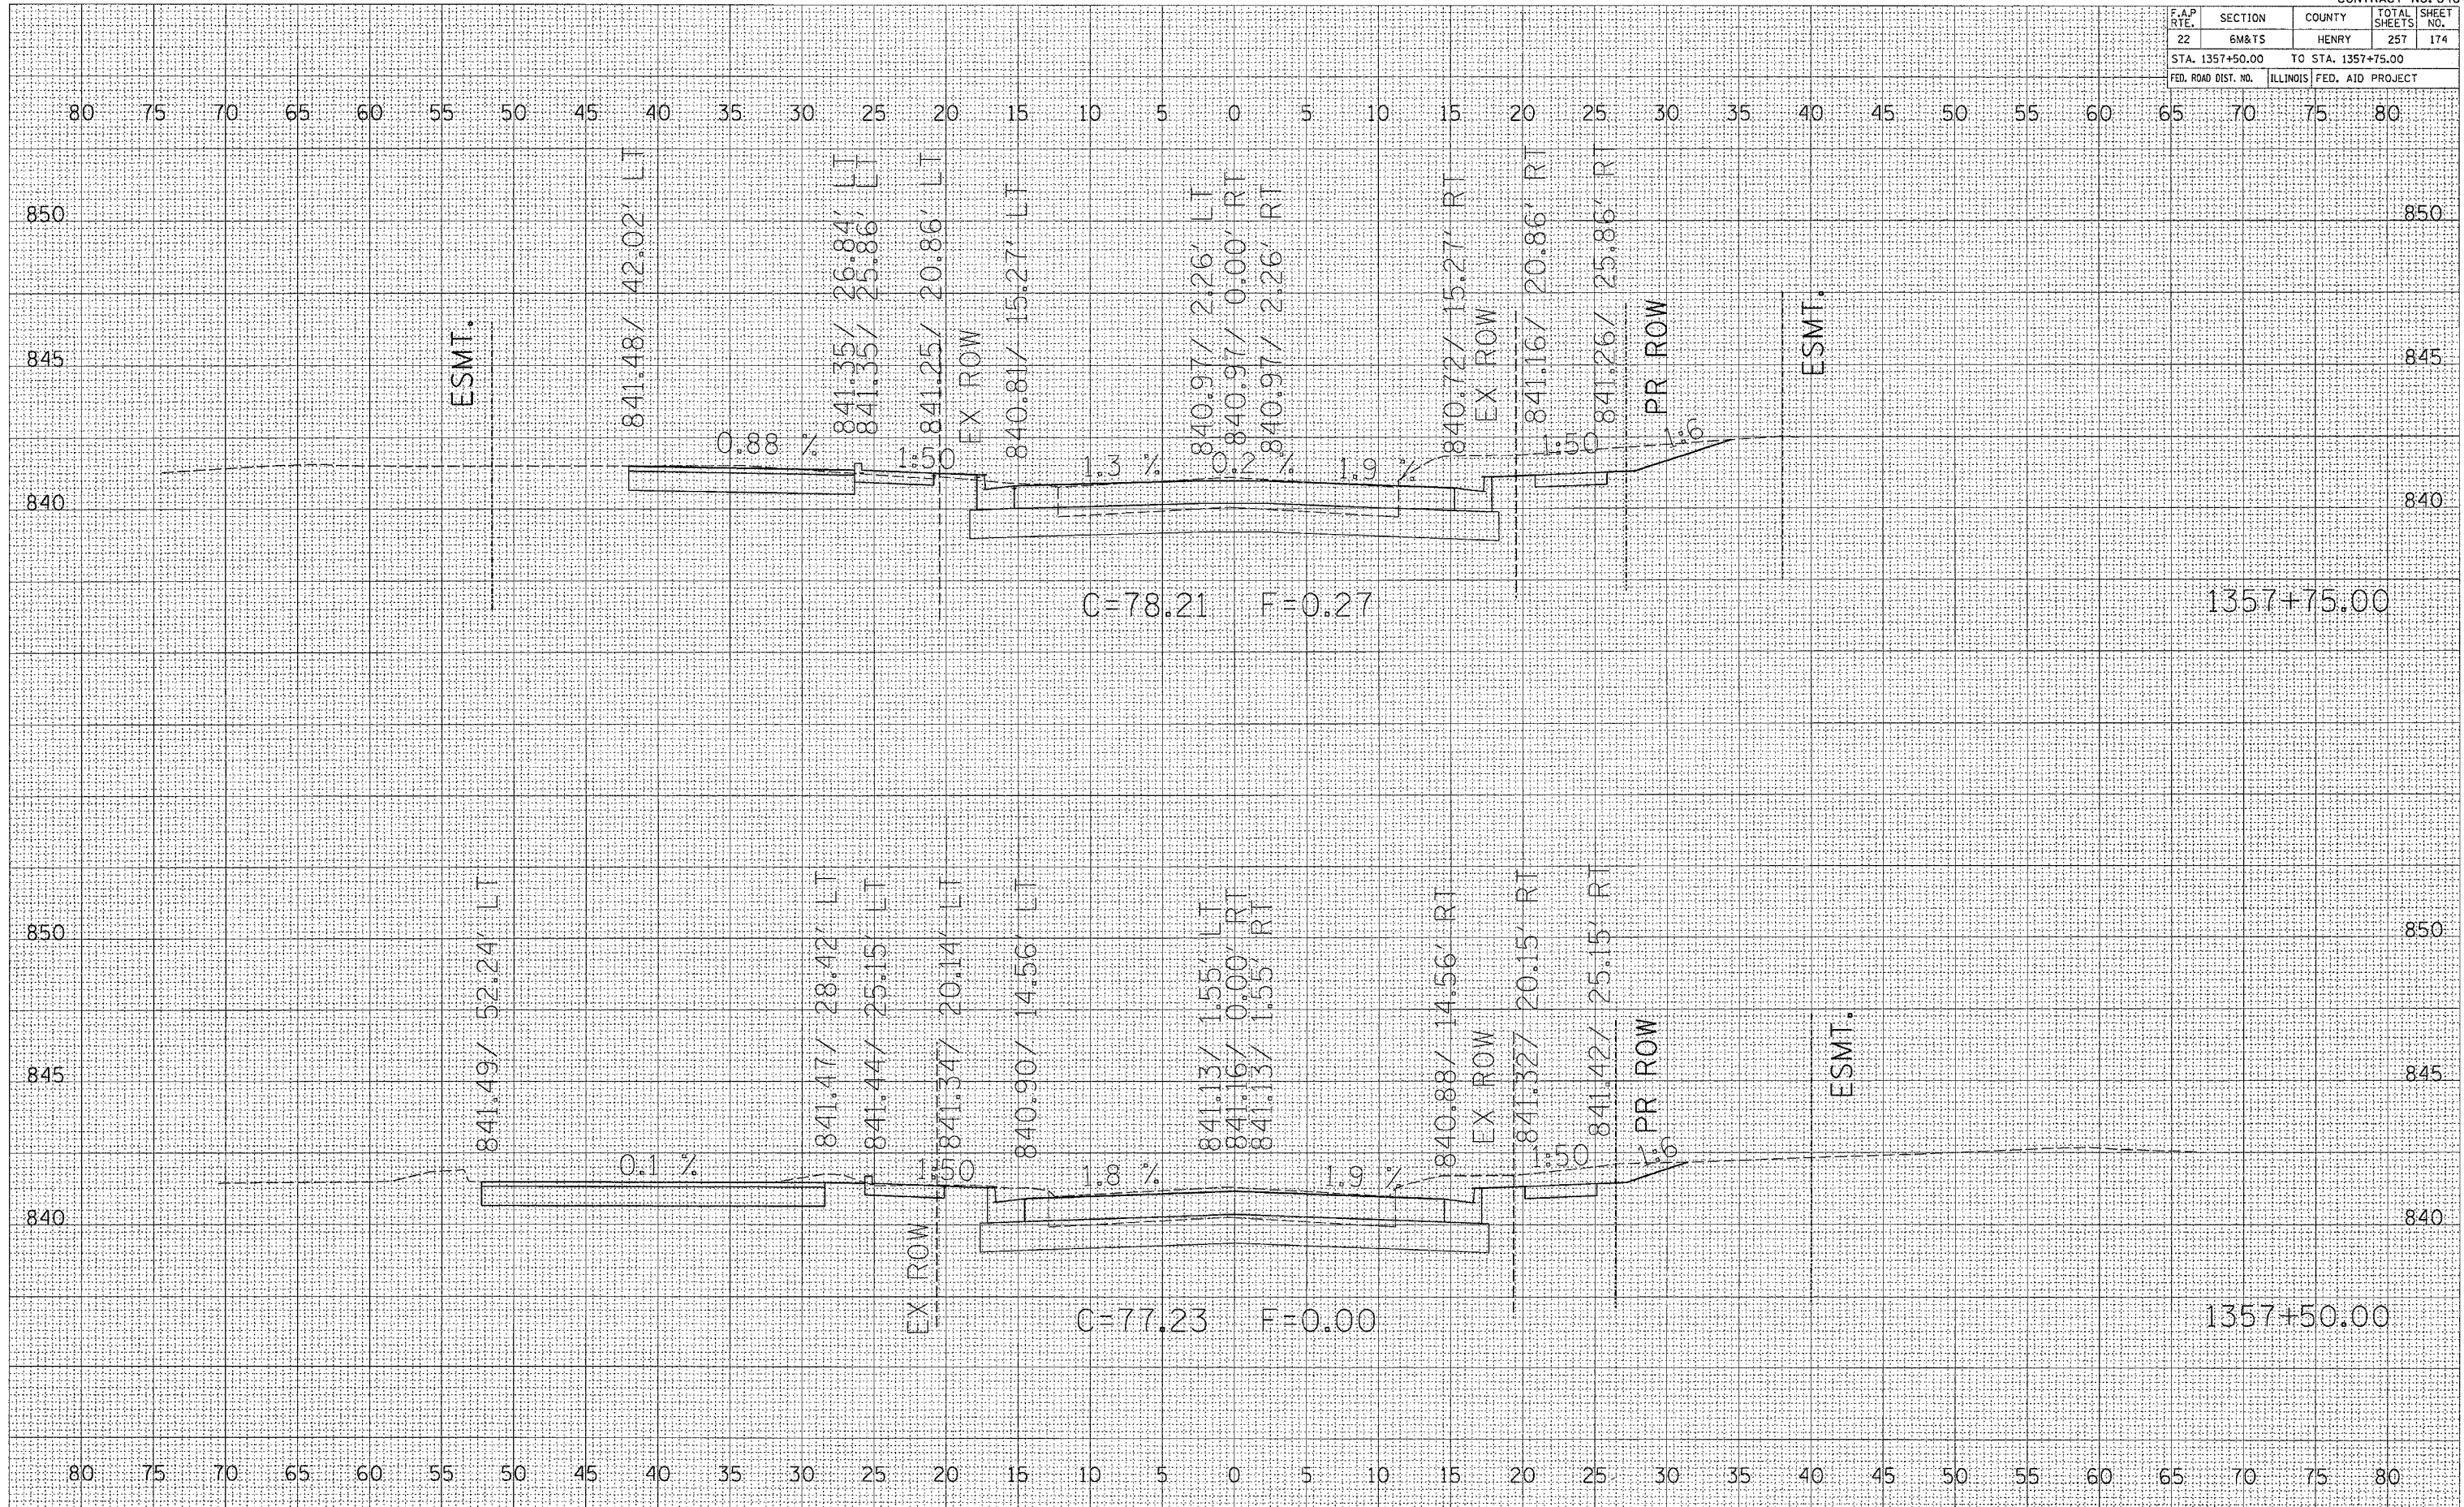 F.A.P RTE. SECTION COUNTY TOTAL SHEETS SHEET NO.
22 6M&TS HENRY 257 174
STA. 1357+50.00 TO STA. 1357+75.00
FED. ROAD DIST. NO. ILLINOIS FED. AID PROJECT
80 75 70 65 60 55 50 45 40 35 30 25 20 15 10 5 0 5 10 15 20 25 30 35 40 45 50 55 60 65 70 75 80
850 850
845 845
840 840
ESMT.
841.48/ 42.02' LT
841.35/ 26.84' LT
841.35/ 25.86' LT
841.25/ 20.86' LT
EX ROW
840.81/ 15.27' LT
840.97/ 2.26' LT
840.97/ 0.00' RT
840.97/ 2.26' RT
840.72/ 15.27' RT
EX ROW
841.16/ 20.86' RT
841.26/ 25.86' RT
PR ROW
ESMT.
0.88 % 1:50 1.3 % 0.2 % 1.9 % 1:50 1:6
C=78.21 F=0.27
1357+75.00
850 850
845 845
840 840
841.49/ 52.24' LT
841.47/ 28.42' LT
841.44/ 25.15' LT
841.34/ 20.14' LT
840.90/ 14.56' LT
841.13/ 1.55' LT
841.16/ 0.00' RT
841.13/ 1.55' RT
840.88/ 14.56' RT
EX ROW
841.32/ 20.15' RT
841.42/ 25.15' RT
PR ROW
ESMT.
0.1 % 1:50 1.8 % 1.9 % 1:50 1:6
EX ROW
C=77.23 F=0.00
1357+50.00
80 75 70 65 60 55 50 45 40 35 30 25 20 15 10 5 0 5 10 15 20 25 30 35 40 45 50 55 60 65 70 75 80